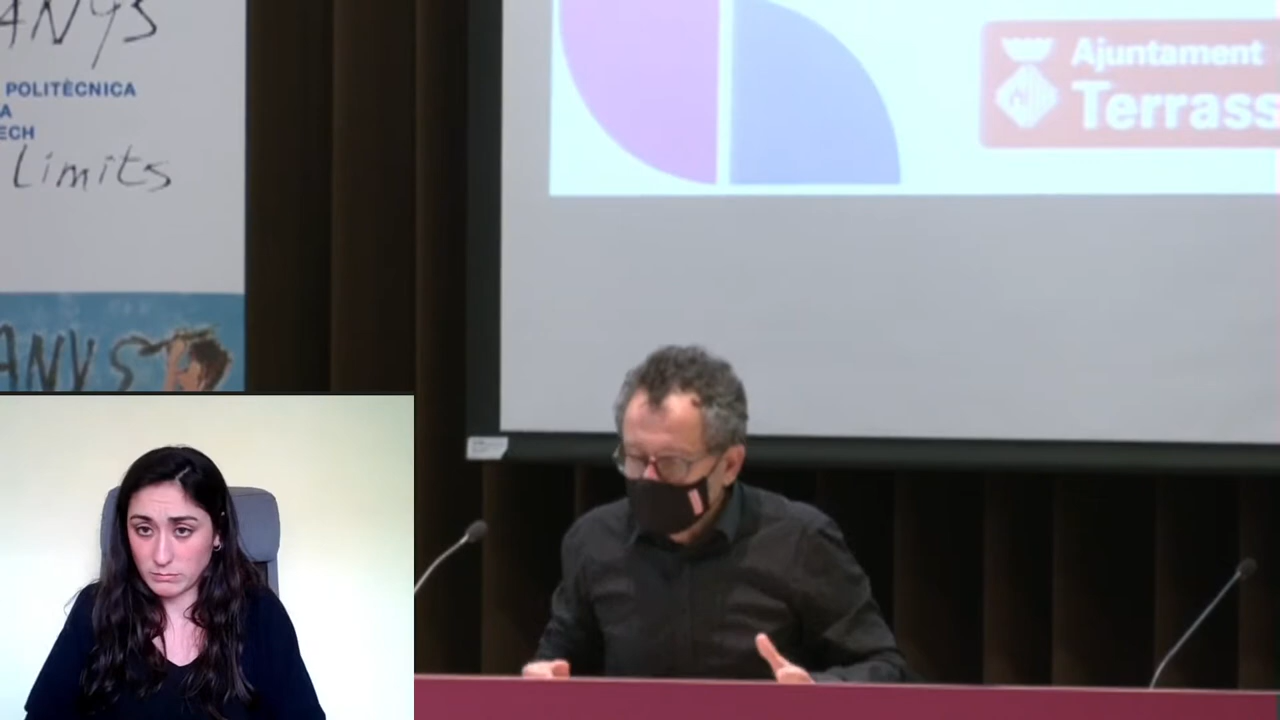 ANYS
POLITÈCNICA
A
ECH
Limits
ANYS
Ajuntament
Terrass